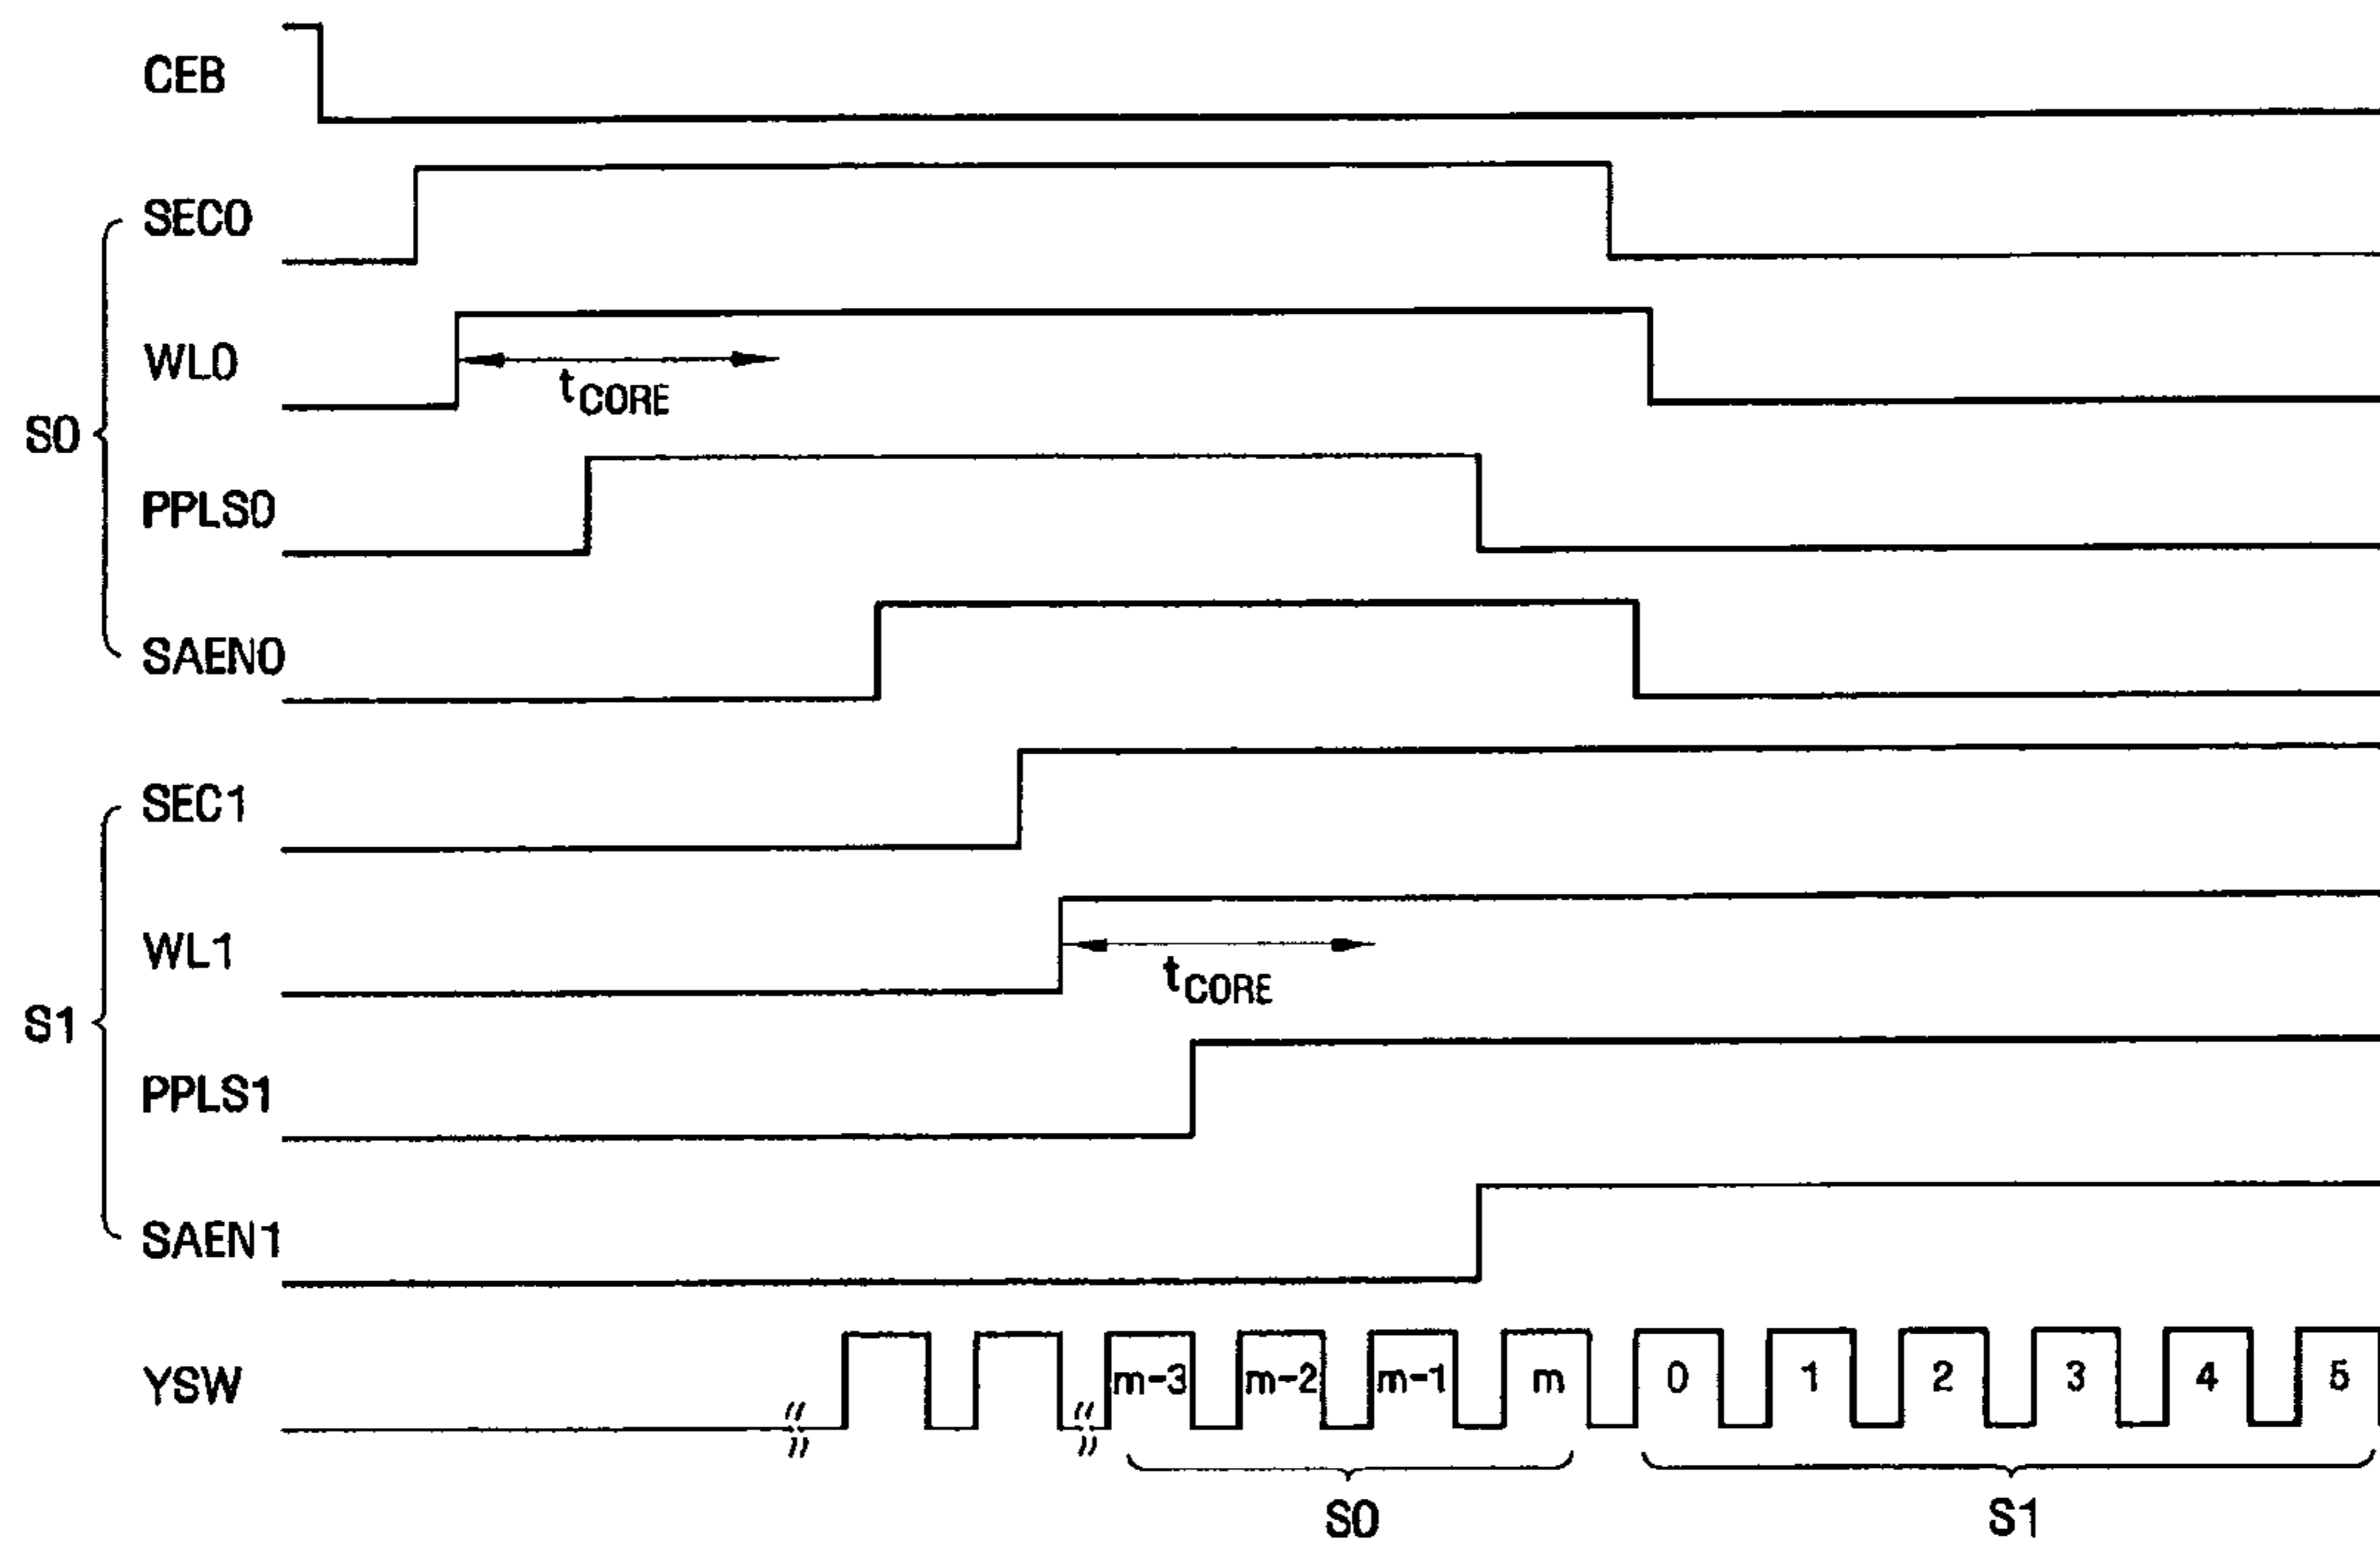 CEB
SEC0
WL0
tCORE
S0
PPLS0
SAEN0
SEC1
WL1
tCORE
S1
PPLS1
SAEN1
YSW
m-3 m-2 m-1 m 0 1 2 3 4 5
S0 S1